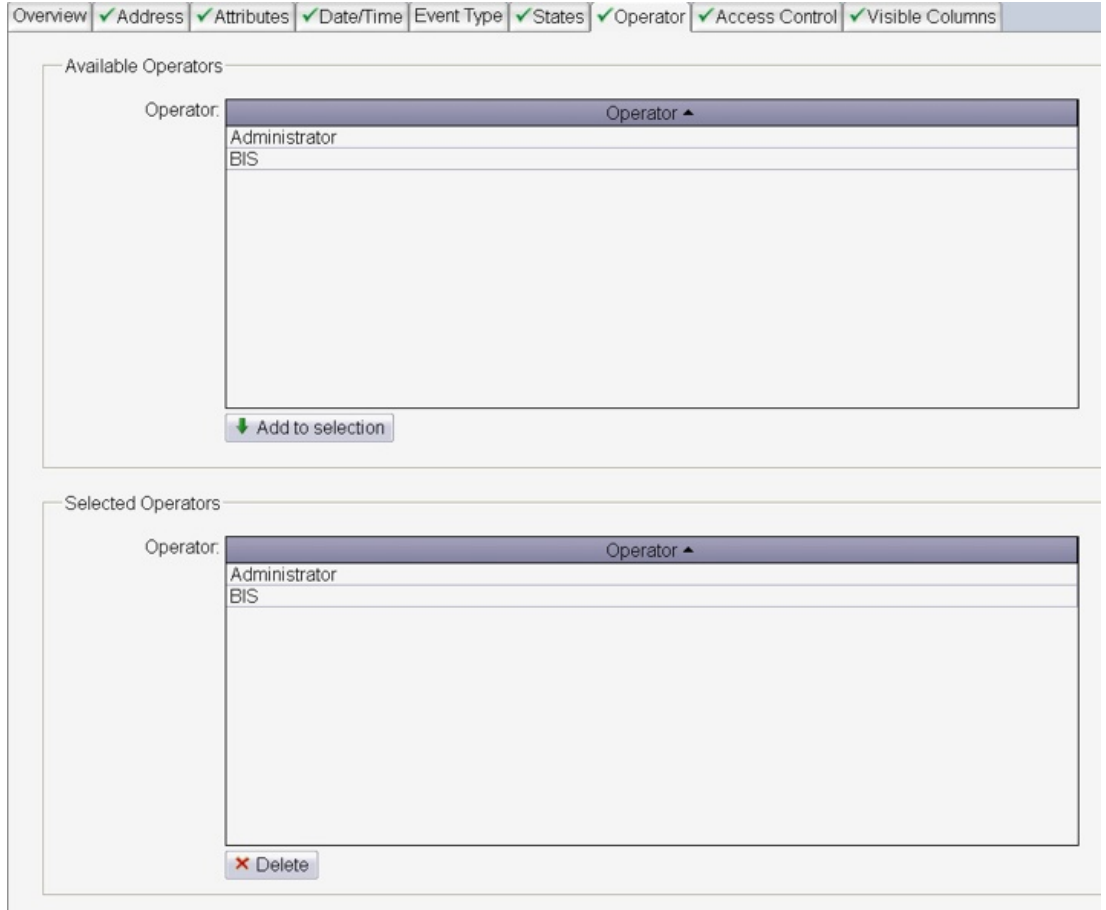 Overview ✓Address ✓Attributes ✓Date/Time Event Type ✓States ✓Operator ✓Access Control ✓Visible Columns
Available Operators
Operator: Operator ▲
Administrator
BIS
Add to selection
Selected Operators
Operator: Operator ▲
Administrator
BIS
Delete